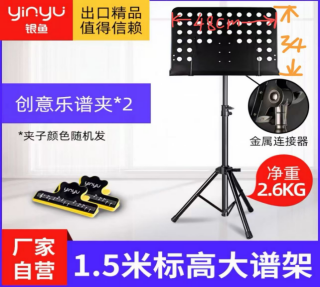 yinyu
银鱼
出口精品
值得信赖
48cm
34
创意乐谱夹*2
*夹子颜色随机发
金属连接器
净重
2.6KG
yinyu
厂家
自营
1.5米标高大谱架